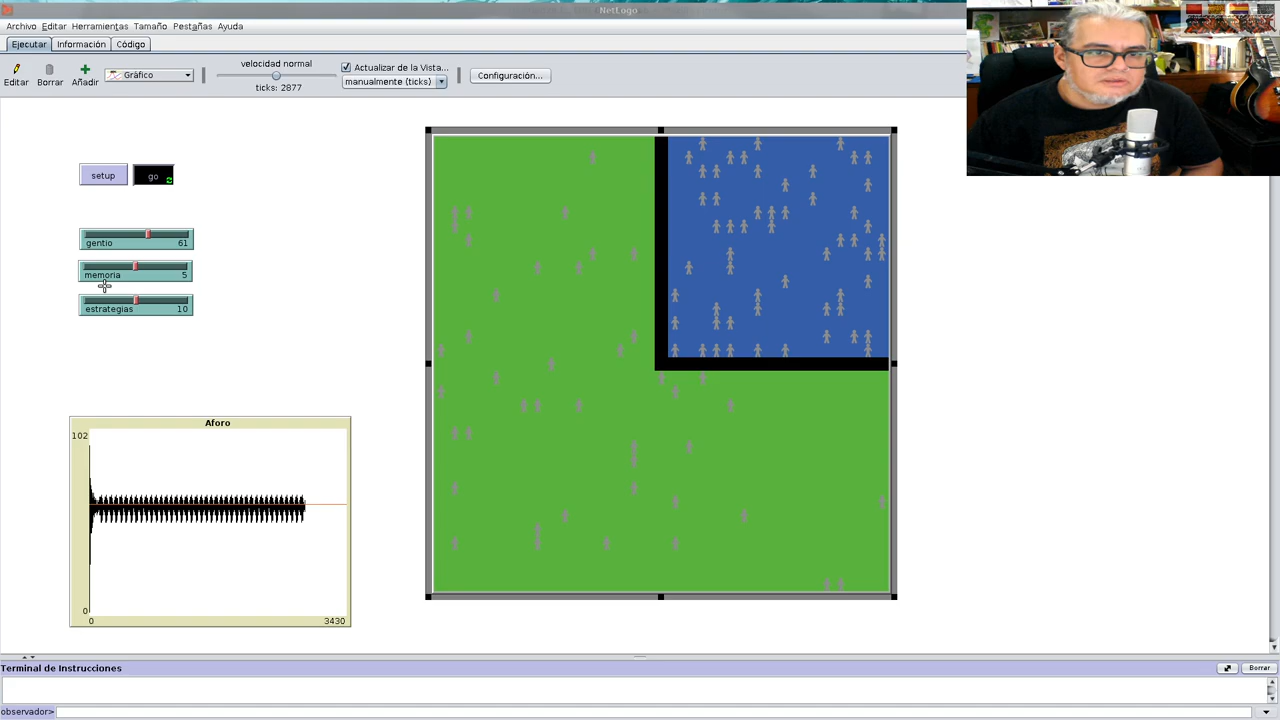 NetLogo
Archivo Editar Herramientas Tamaño Pestañas Ayuda
Ejecutar Información Código
Editar Borrar Añadir Gráfico
velocidad normal
ticks: 2877
Actualizar de la Vista...
manualmente (ticks)
Configuración...
setup go
gentio 61
memoria 5
estrategias 10
Aforo
102
0
0 3430
Terminal de Instrucciones
Borrar
observador>